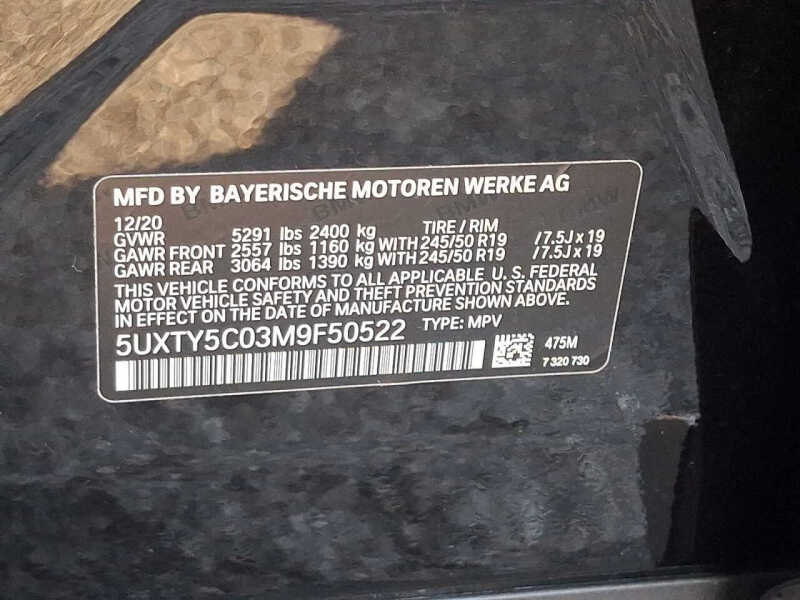 MFD BY BAYERISCHE MOTOREN WERKE AG
12/20 TIRE / RIM
GVWR 5291 lbs 2400 kg
GAWR FRONT 2557 lbs 1160 kg WITH 245/50 R19 / 7.5J x 19
GAWR REAR 3064 lbs 1390 kg WITH 245/50 R19 / 7.5J x 19
THIS VEHICLE CONFORMS TO ALL APPLICABLE U. S. FEDERAL
MOTOR VEHICLE SAFETY AND THEFT PREVENTION STANDARDS
IN EFFECT ON THE DATE OF MANUFACTURE SHOWN ABOVE.
5UXTY5C03M9F50522 TYPE: MPV
475M
7 320 730